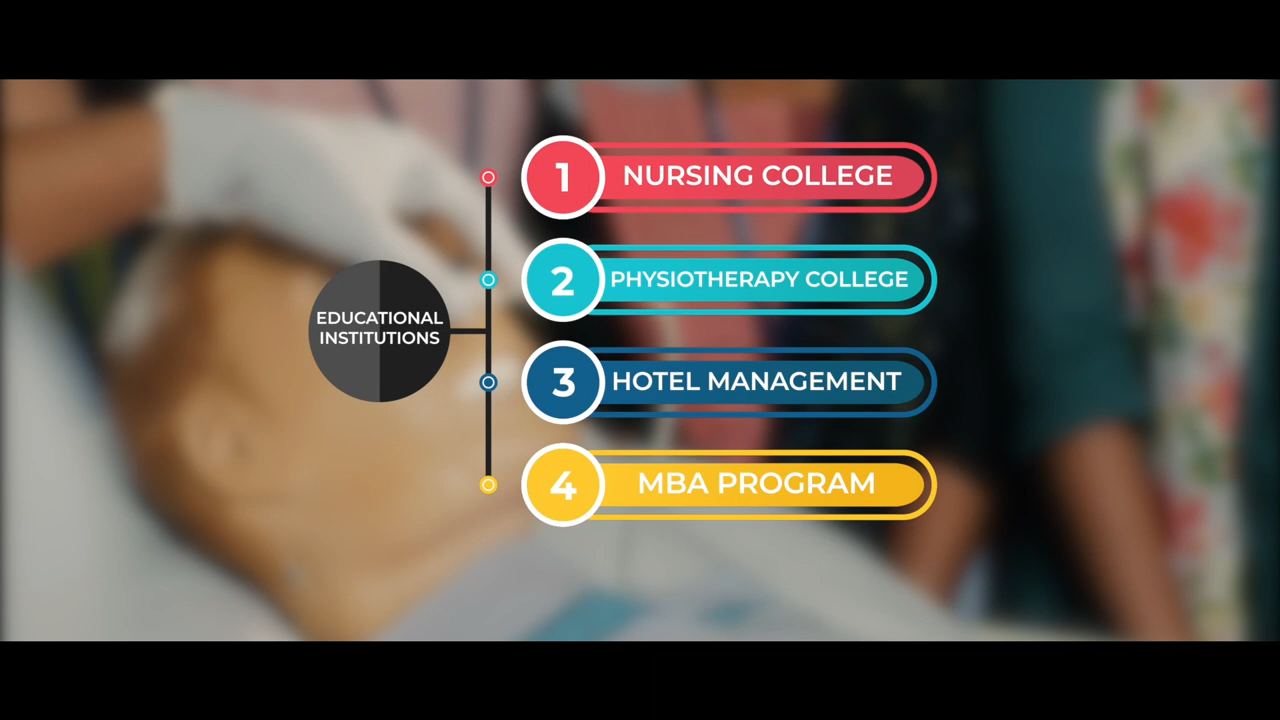 EDUCATIONAL
INSTITUTIONS
1 NURSING COLLEGE
2 PHYSIOTHERAPY COLLEGE
3 HOTEL MANAGEMENT
4 MBA PROGRAM